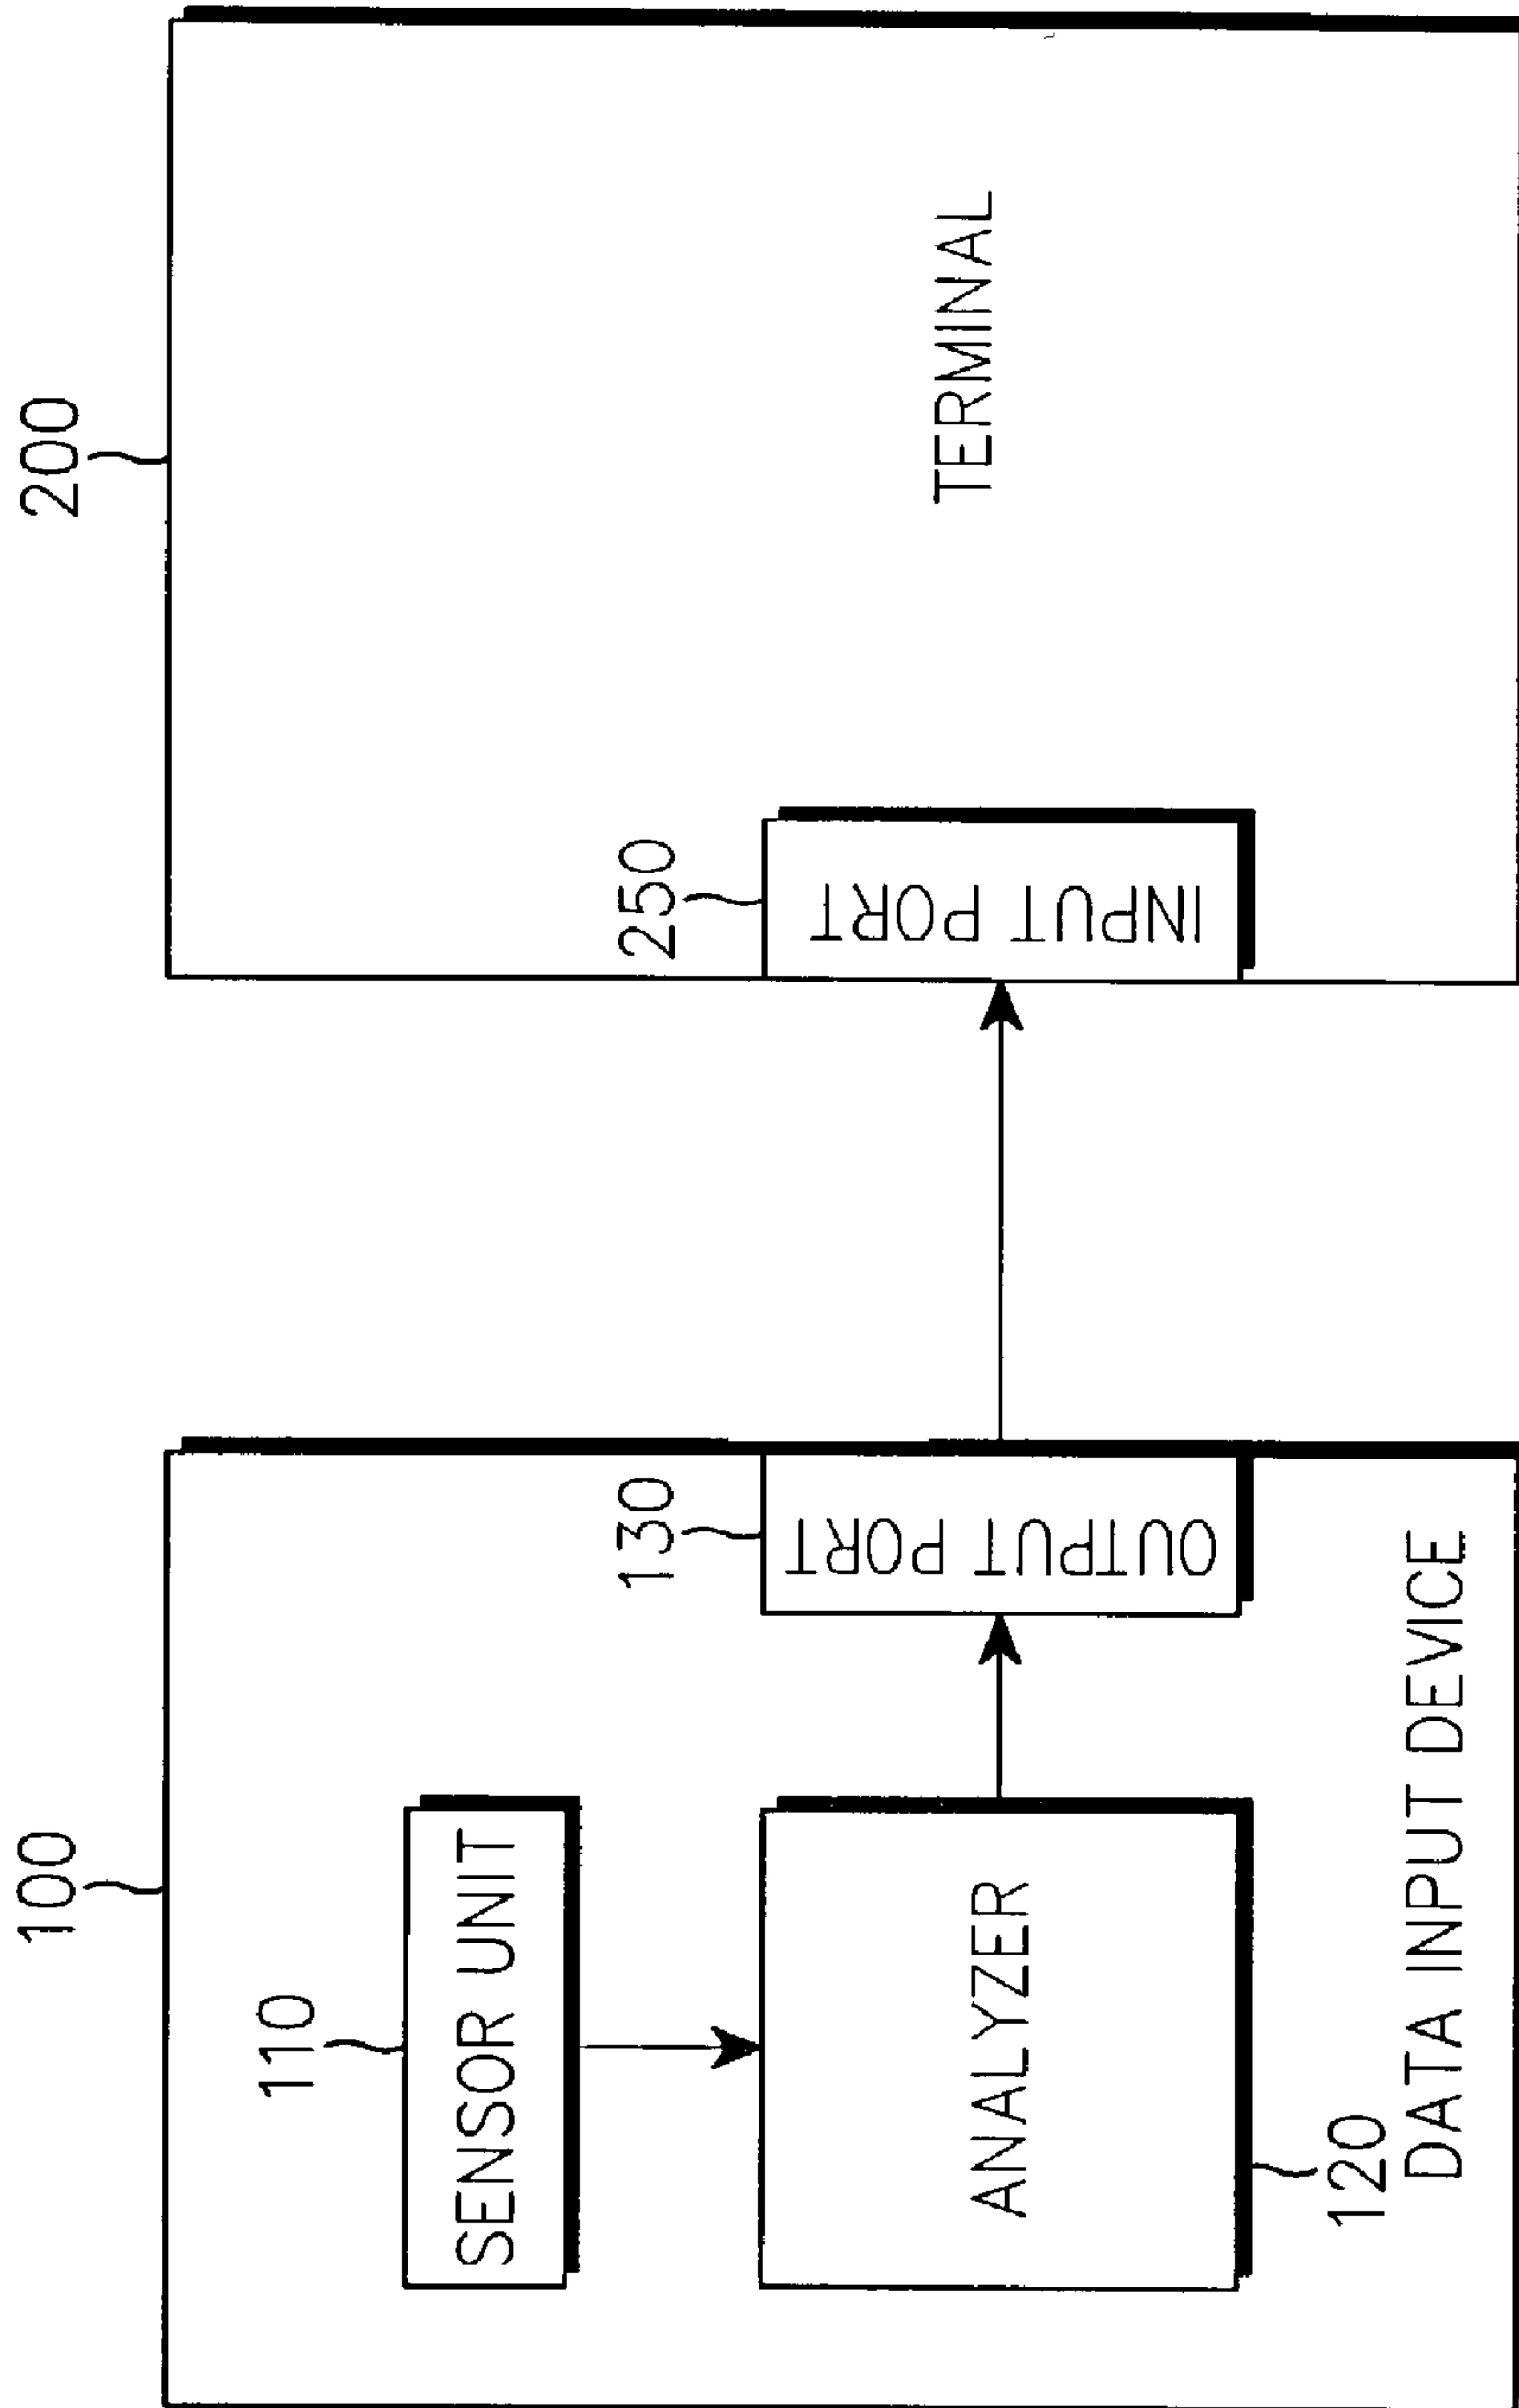 100
110
SENSOR UNIT
ANALYZER
120
130
OUTPUT PORT
DATA INPUT DEVICE
200
250
INPUT PORT
TERMINAL